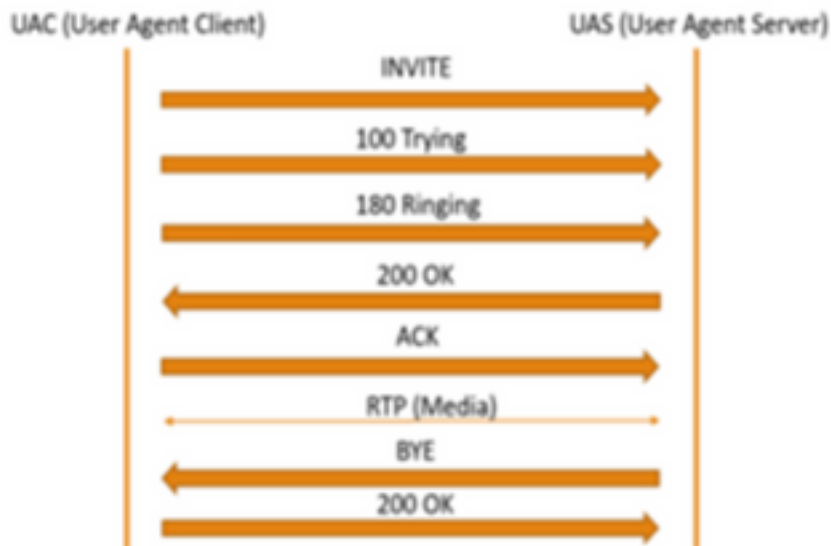 UAC (User Agent Client) UAS (User Agent Server)
INVITE
100 Trying
180 Ringing
200 OK
ACK
RTP (Media)
BYE
200 OK